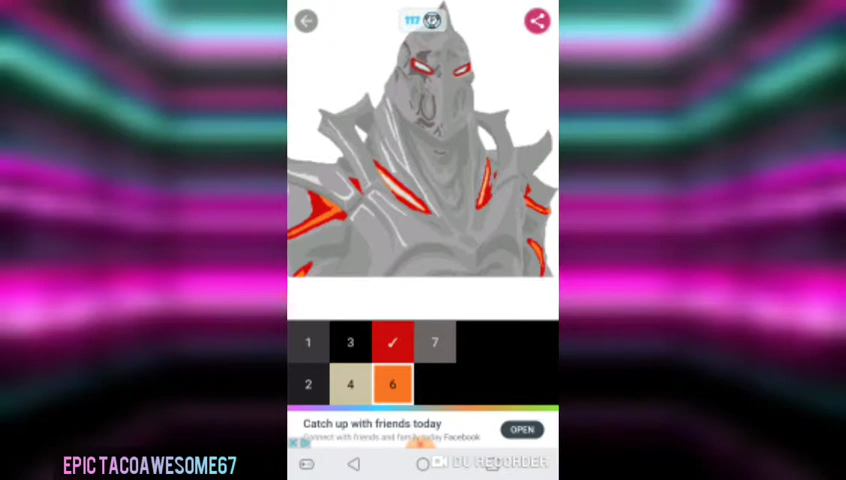 117
1 3 7
2 4 6
Catch up with friends today
Connect with friends and family today Facebook
OPEN
DU RECORDER
EPICTACOAWESOME67